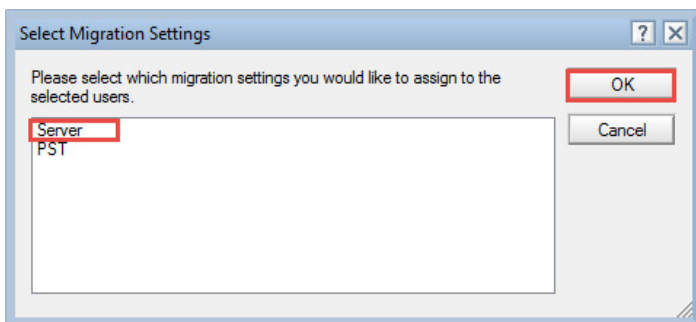 Select Migration Settings
?
Please select which migration settings you would like to assign to the
selected users.
OK
Server
Cancel
PST